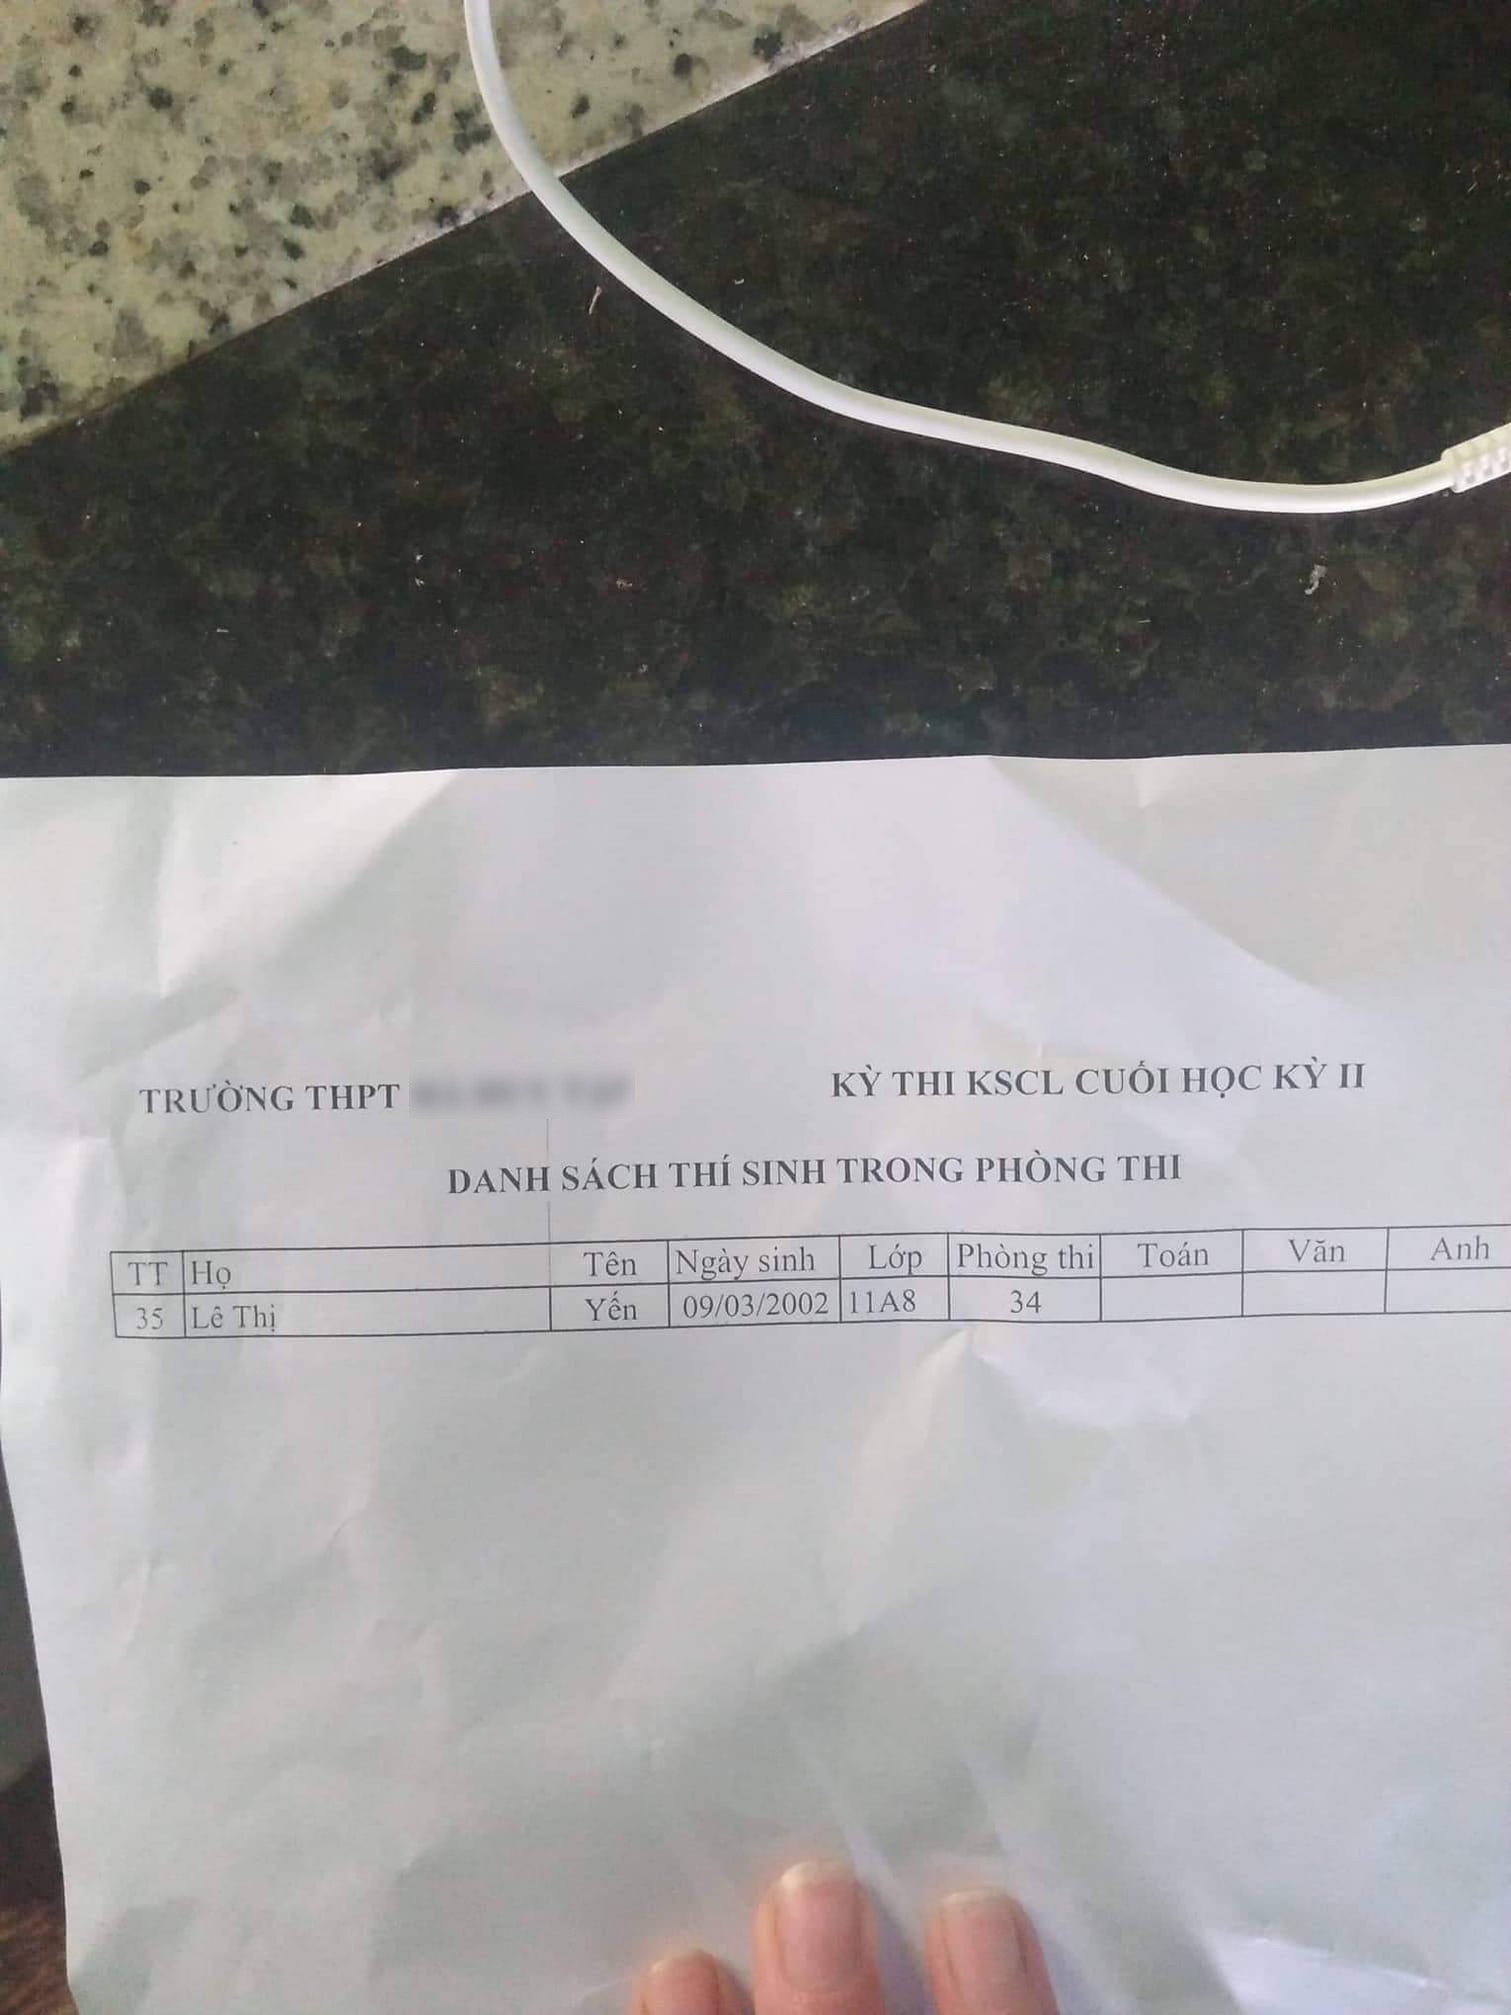 TRƯỜNG THPT
KỲ THI KSCL CUỐI HỌC KỲ II
DANH SÁCH THÍ SINH TRONG PHÒNG THI
TT Họ Tên Ngày sinh Lớp Phòng thi Toán Văn Anh
35 Lê Thị Yến 09/03/2002 11A8 34